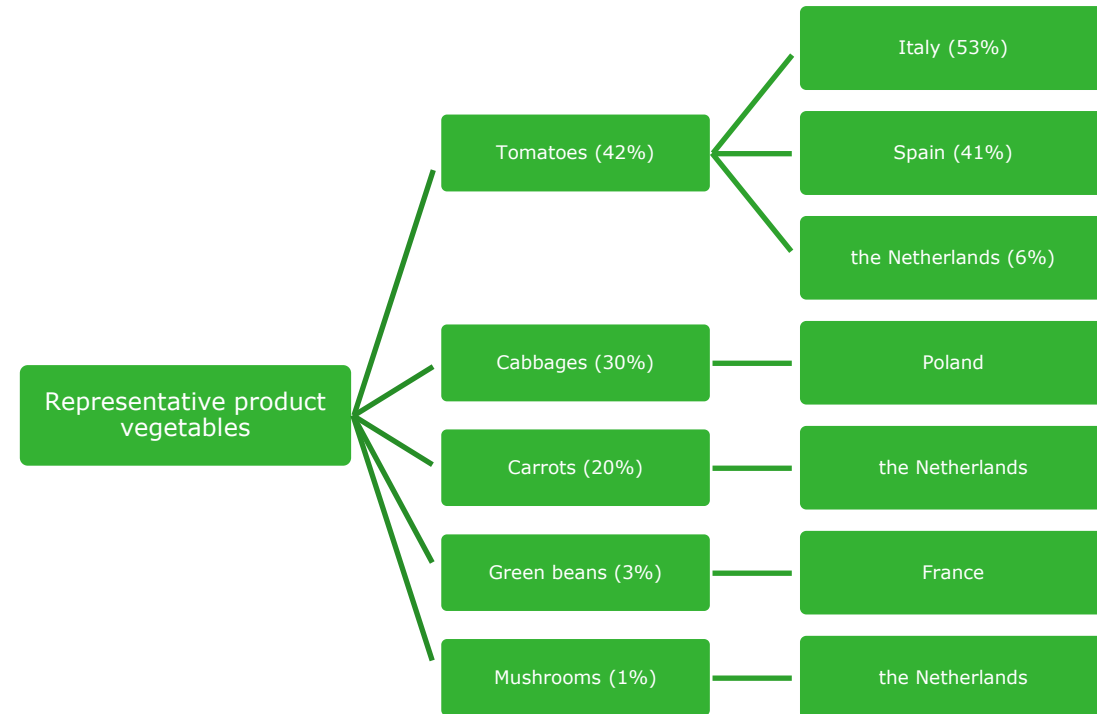 Representative product
vegetables
Tomatoes (42%)
Italy (53%)
Spain (41%)
the Netherlands (6%)
Cabbages (30%)
Poland
Carrots (20%)
the Netherlands
Green beans (3%)
France
Mushrooms (1%)
the Netherlands